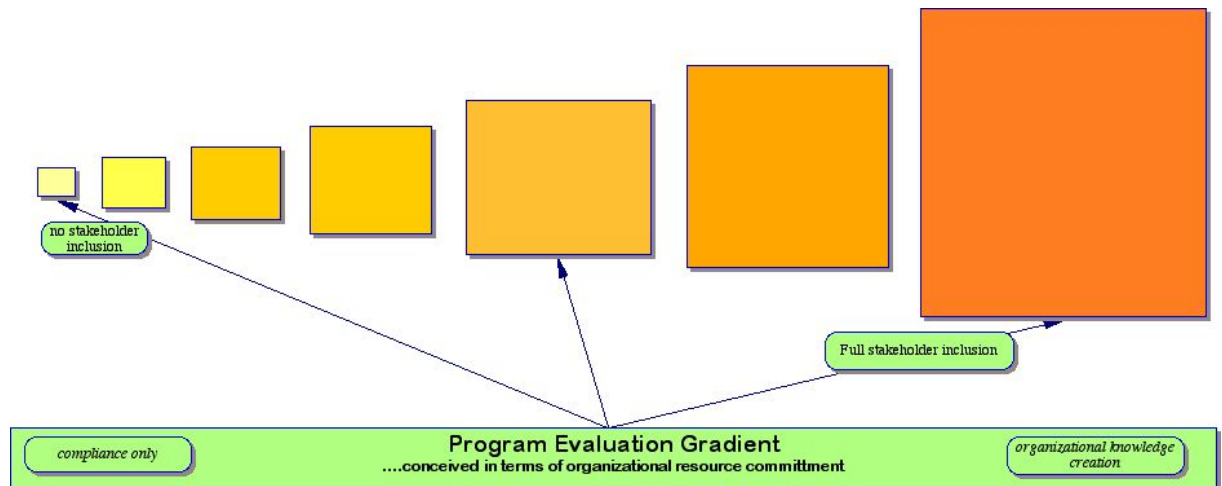 no stakeholder
inclusion
Full stakeholder inclusion
Program Evaluation Gradient
....conceived in terms of organizational resource committment
compliance only
organizational knowledge
creation